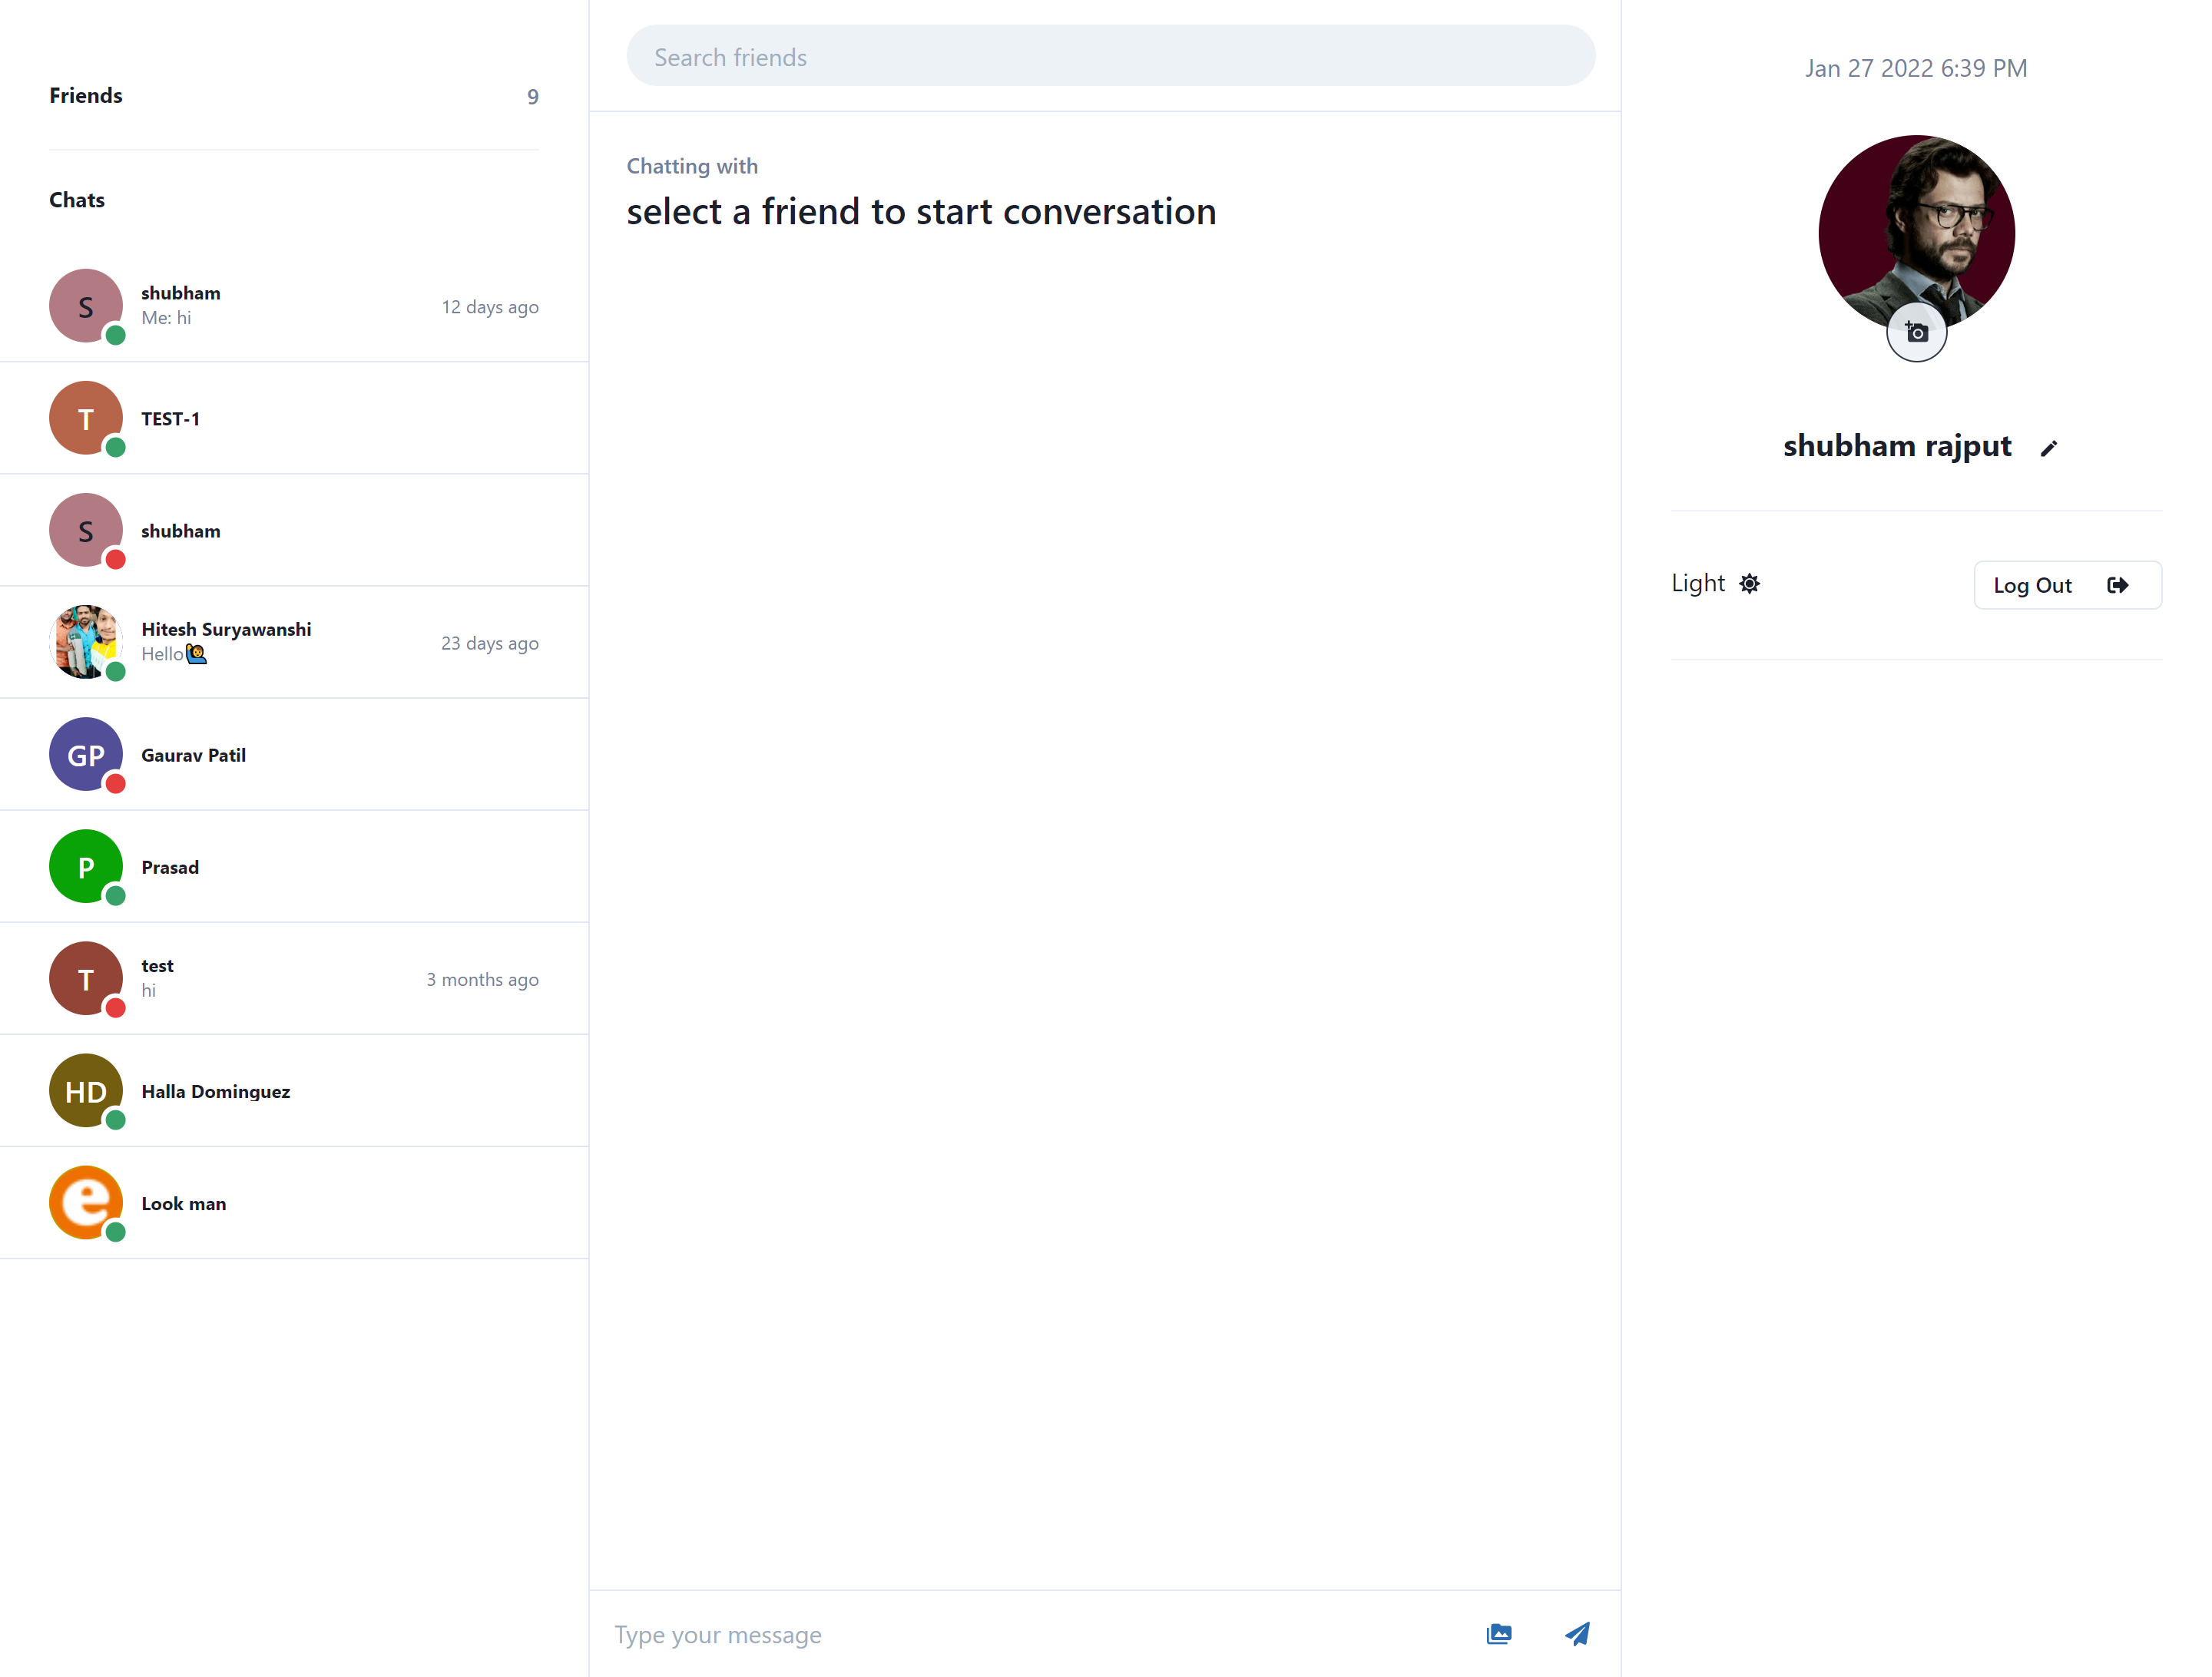 Friends 9
Chats
S
shubham
Me: hi
12 days ago
T
TEST-1
S
shubham
Hitesh Suryawanshi
Hello🙋
23 days ago
GP
Gaurav Patil
P
Prasad
T
test
hi
3 months ago
HD
Halla Dominguez
e
Look man
Search friends
Chatting with
select a friend to start conversation
Type your message
Jan 27 2022 6:39 PM
shubham rajput
Light
Log Out